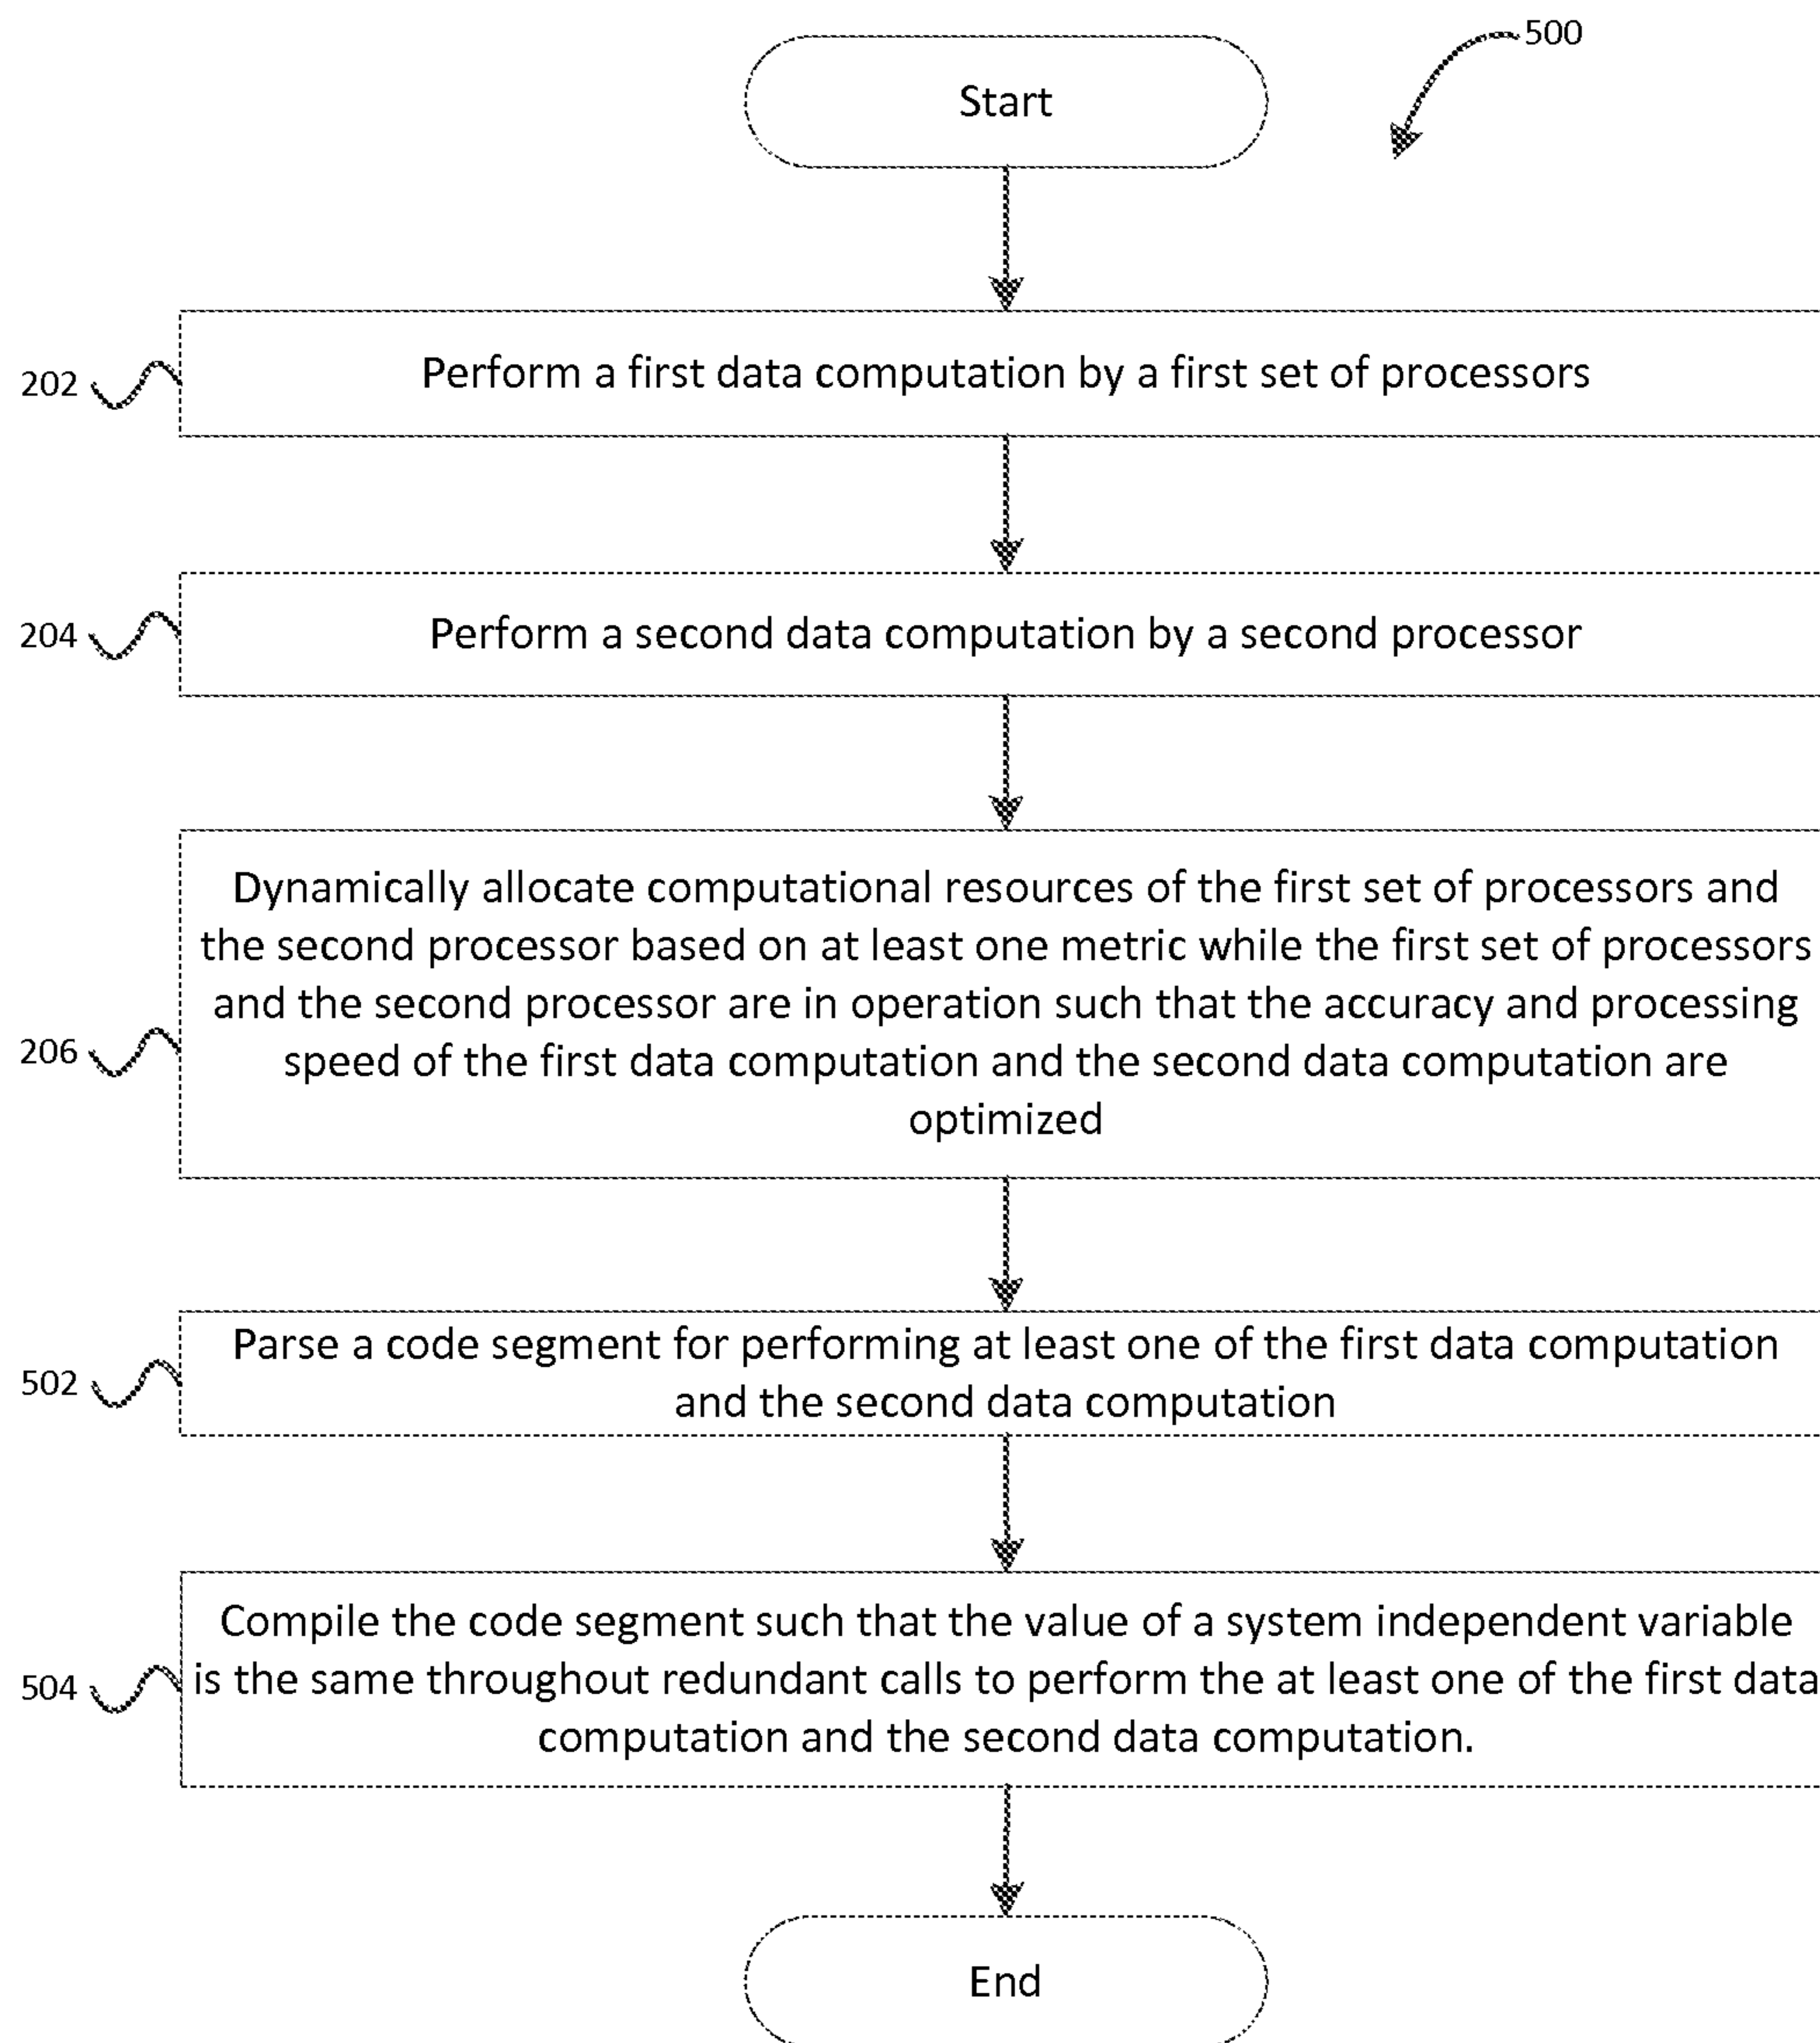 500
Start
202
Perform a first data computation by a first set of processors
204
Perform a second data computation by a second processor
Dynamically allocate computational resources of the first set of processors and
the second processor based on at least one metric while the first set of processors
and the second processor are in operation such that the accuracy and processing
206
speed of the first data computation and the second data computation are
optimized
Parse a code segment for performing at least one of the first data computation
502
and the second data computation
Compile the code segment such that the value of a system independent variable
504
is the same throughout redundant calls to perform the at least one of the first data
computation and the second data computation.
End